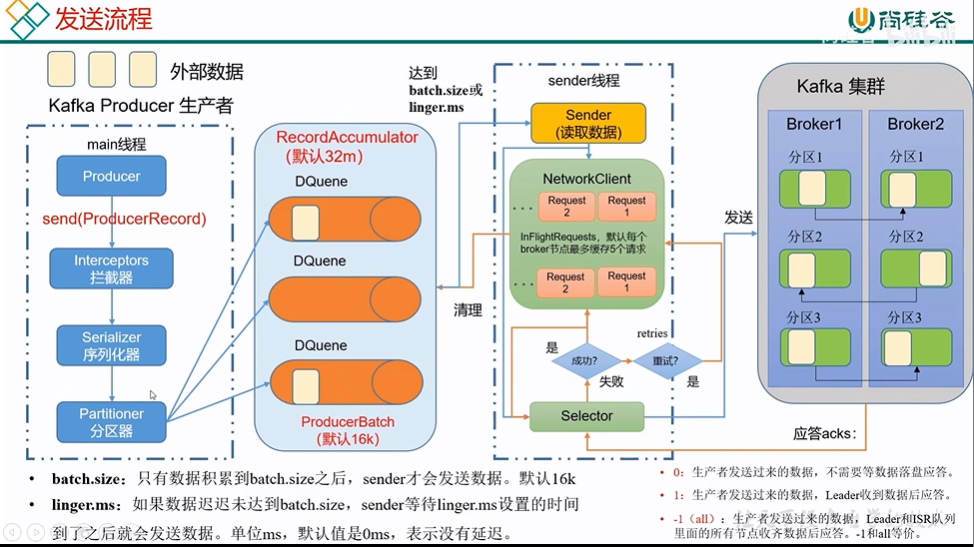 发送流程
尚硅谷
外部数据
Kafka Producer 生产者
main线程
Producer
send(ProducerRecord)
Interceptors
拦截器
Serializer
序列化器
Partitioner
分区器
RecordAccumulator
(默认32m)
DQuene
DQuene
DQuene
ProducerBatch
(默认16k)
达到
batch.size或
linger.ms
清理
sender线程
Sender
(读取数据)
NetworkClient
... Request 2 Request 1
InFlightRequests，默认每个
broker节点最多缓存5个请求
... Request 2 Request 1
是
成功?
失败
retries
重试?
是
Selector
发送
Kafka 集群
Broker1
Broker2
分区1
分区1
分区2
分区2
分区3
分区3
应答acks：
• batch.size：只有数据积累到batch.size之后，sender才会发送数据。默认16k
• linger.ms：如果数据迟迟未达到batch.size，sender等待linger.ms设置的时间
到了之后就会发送数据。单位ms，默认值是0ms，表示没有延迟。
• 0：生产者发送过来的数据，不需要等数据落盘应答。
• 1：生产者发送过来的数据，Leader收到数据后应答。
• -1（all）：生产者发送过来的数据，Leader和ISR队列
里面的所有节点收齐数据后应答。-1和all等价。